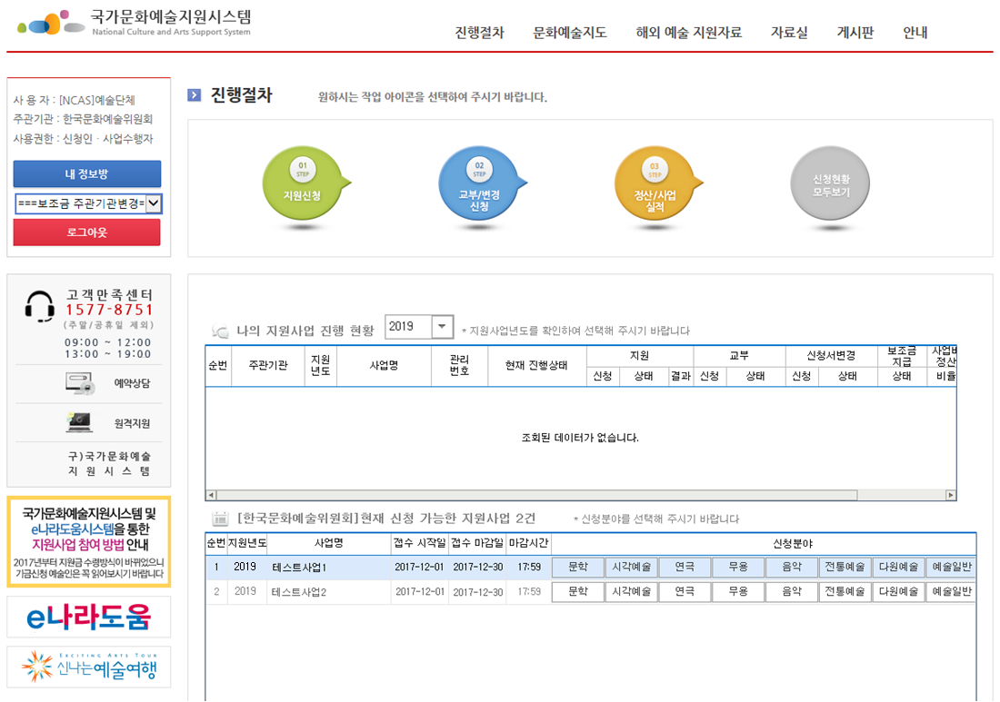 국가문화예술지원시스템
National Culture and Arts Support System
진행절차 문화예술지도 해외 예술 지원자료 자료실 게시판 안내
사 용 자 : [NCAS]예술단체
주관기관 : 한국문화예술위원회
사용권한 : 신청인 · 사업수행자
내 정보방
===보조금 주관기관변경=
로그아웃
고객만족센터
1577-8751
(주말/공휴일 제외)
09:00 ~ 12:00
13:00 ~ 19:00
예약상담
원격지원
구)국가문화예술
지 원 시 스 템
국가문화예술지원시스템 및
e나라도움시스템을 통한
지원사업 참여 방법 안내
2017년부터 지원금 수령방식이 바뀌었으니
기금신청 예술인은 꼭 읽어보시기 바랍니다
e나라도움
EXCITING ARTS TOUR
신나는예술여행
진행절차 원하시는 작업 아이콘을 선택하여 주시기 바랍니다.
01
STEP
지원신청
02
STEP
교부/변경
신청
03
STEP
정산/사업
실적
신청현황
모두보기
나의 지원사업 진행 현황 2019 * 지원사업년도를 확인하여 선택해 주시기 바랍니다
순번 주관기관 지원년도 사업명 관리번호 현재 진행상태 지원 교부 신청서변경 보조금지급 사업비정산
신청 상태 결과 신청 상태 신청 상태 상태 비율
조회된 데이터가 없습니다.
[한국문화예술위원회]현재 신청 가능한 지원사업 2건 * 신청분야를 선택해 주시기 바랍니다
순번 지원년도 사업명 접수 시작일 접수 마감일 마감시간 신청분야
1 2019 테스트사업1 2017-12-01 2017-12-30 17:59 문학 시각예술 연극 무용 음악 전통예술 다원예술 예술일반
2 2019 테스트사업2 2017-12-01 2017-12-30 17:59 문학 시각예술 연극 무용 음악 전통예술 다원예술 예술일반